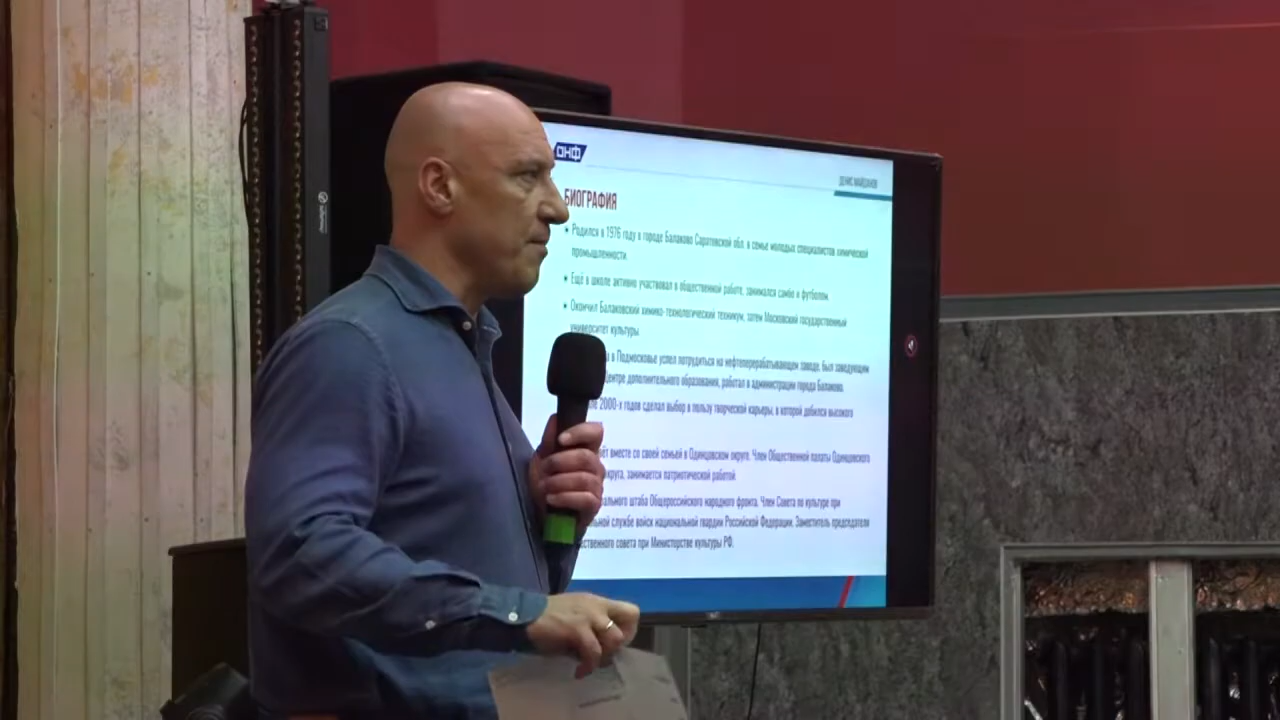 ОНФ
ДЕНИС МАЙДАНОВ
БИОГРАФИЯ
Родился в 1976 году в городе Балаково Саратовской обл. в семье молодых специалистов химической
промышленности.
Ещё в школе активно участвовал в общественной работе, занимался самбо и футболом
Окончил Балаковский химико-технологический техникум, затем Московский государственный
университет культуры
в Подмосковье успел потрудиться на нефтеперерабатывающем заводе, был заведующим
Центре дополнительного образования, работал в администрации города Балаково.
2000-х годов сделал выбор в пользу творческой карьеры, в которой добился высокого
вместе со своей семьей в Одинцовском округе. Член Общественной палаты Одинцовского
округа, занимается патриотической работой
штаба Общероссийского народного фронта. Член Совета по культуре при
службе войск национальной гвардии Российской Федерации. Заместитель председателя
совета при Министерстве культуры РФ.